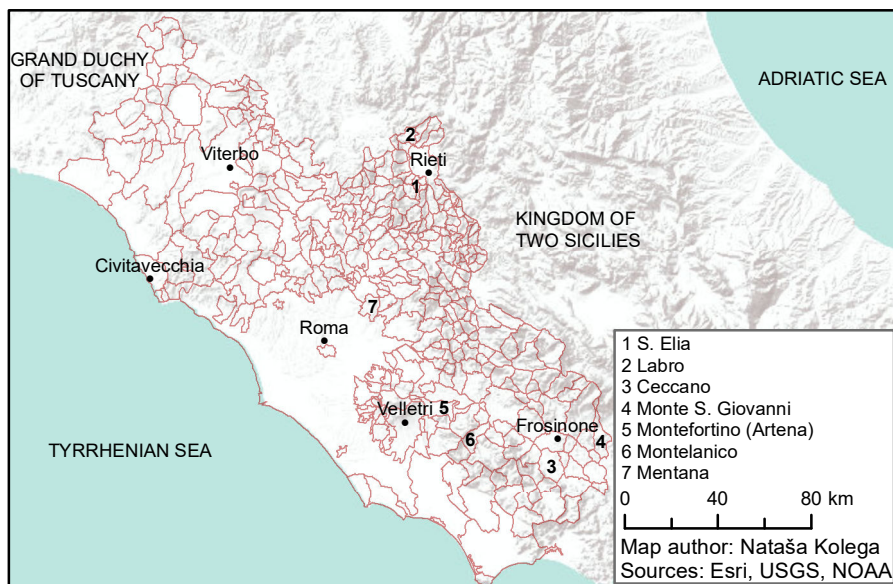 GRAND DUCHY
OF TUSCANY
ADRIATIC SEA
2
Viterbo
Rieti
1
KINGDOM OF
TWO SICILIES
Civitavecchia
7
Roma
Velletri
5
Frosinone
6
4
3
TYRRHENIAN SEA
1 S. Elia
2 Labro
3 Ceccano
4 Monte S. Giovanni
5 Montefortino (Artena)
6 Montelanico
7 Mentana
0 40 80 km
Map author: Nataša Kolega
Sources: Esri, USGS, NOAA